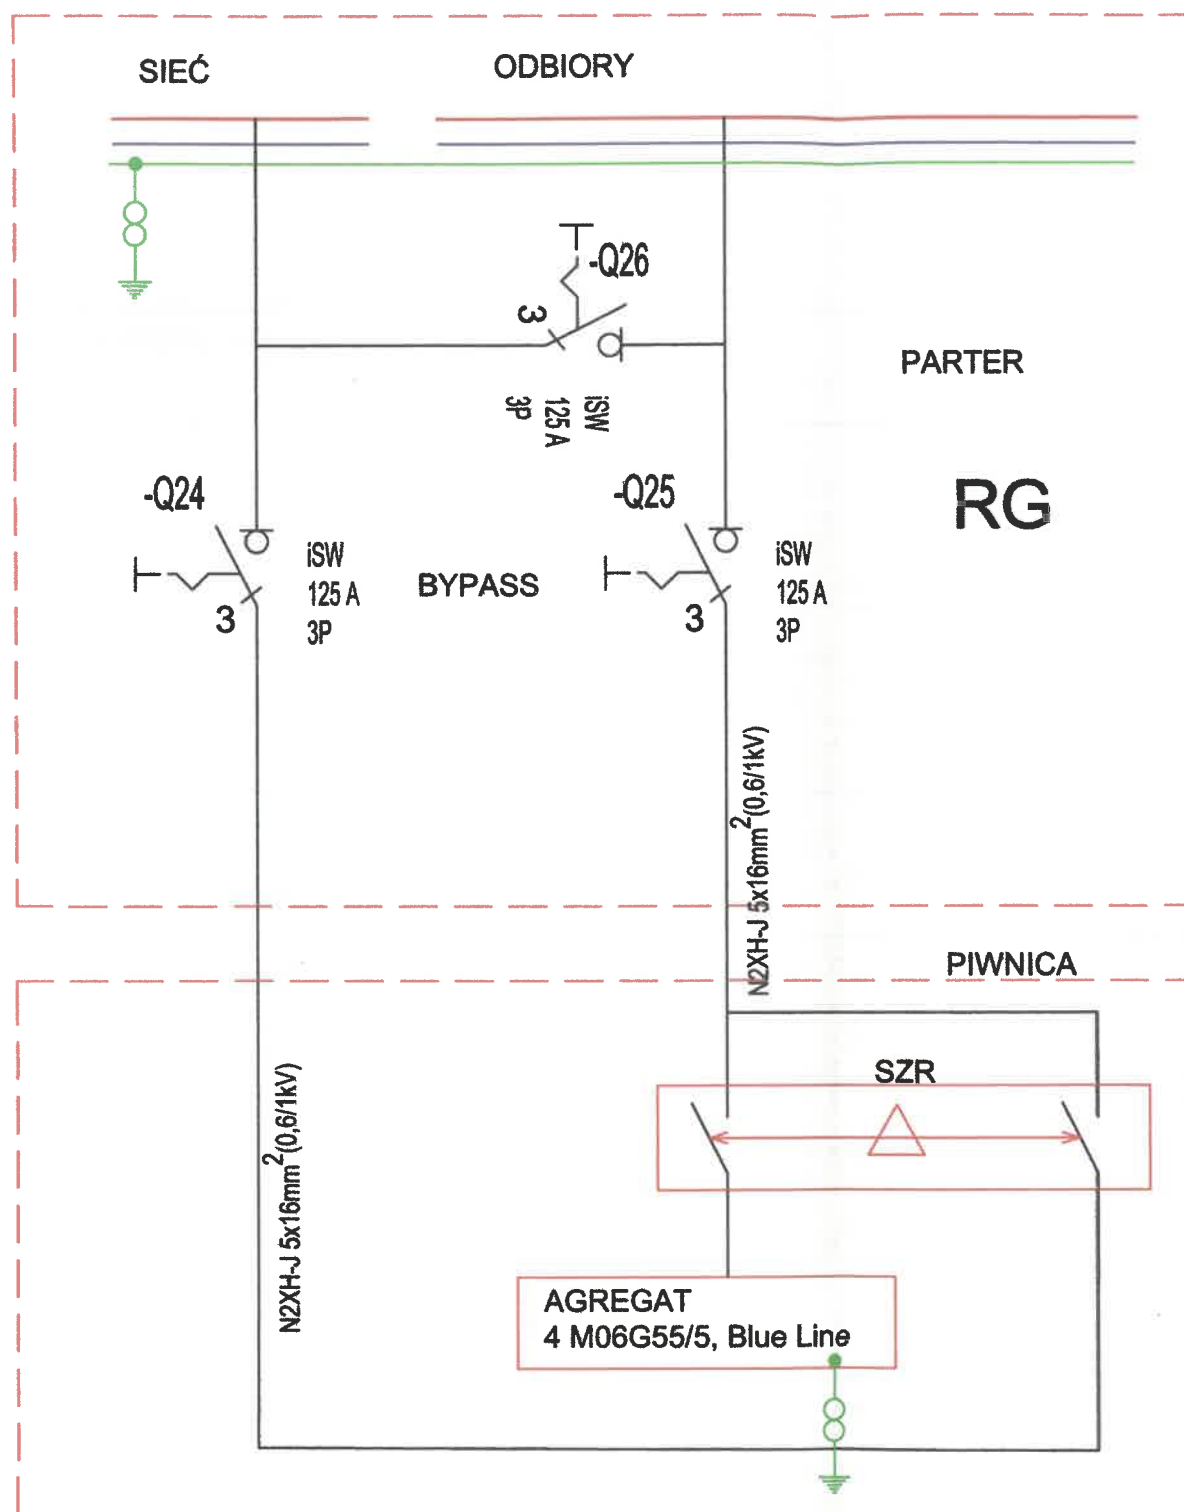 SIEĆ
ODBIORY
-Q26
3
iSW
125 A
3P
PARTER
RG
-Q24
iSW
125 A
3P
3
BYPASS
-Q25
iSW
125 A
3P
3
N2XH-J 5x16mm²(0,6/1kV)
PIWNICA
SZR
N2XH-J 5x16mm²(0,6/1kV)
AGREGAT
4 M06G55/5, Blue Line